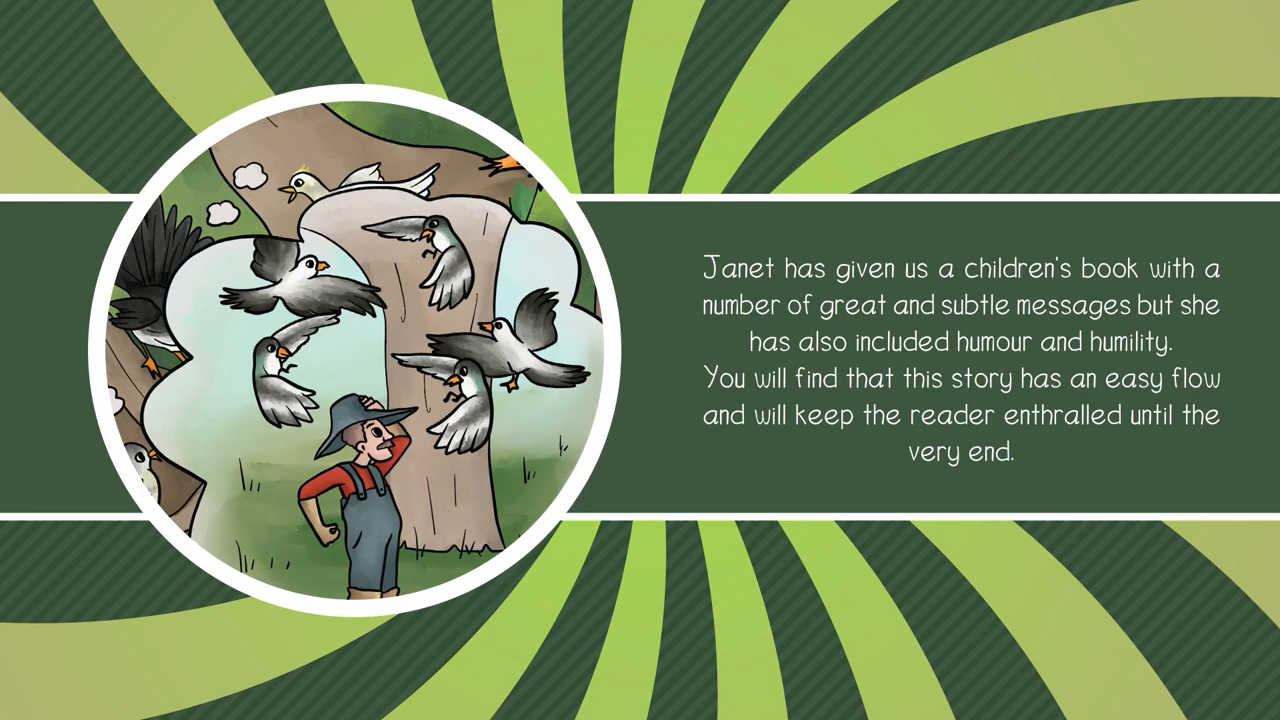 Janet has given us a children's book with a
number of great and subtle messages but she
has also included humour and humility.
You will find that this story has an easy flow
and will keep the reader enthralled until the
very end.